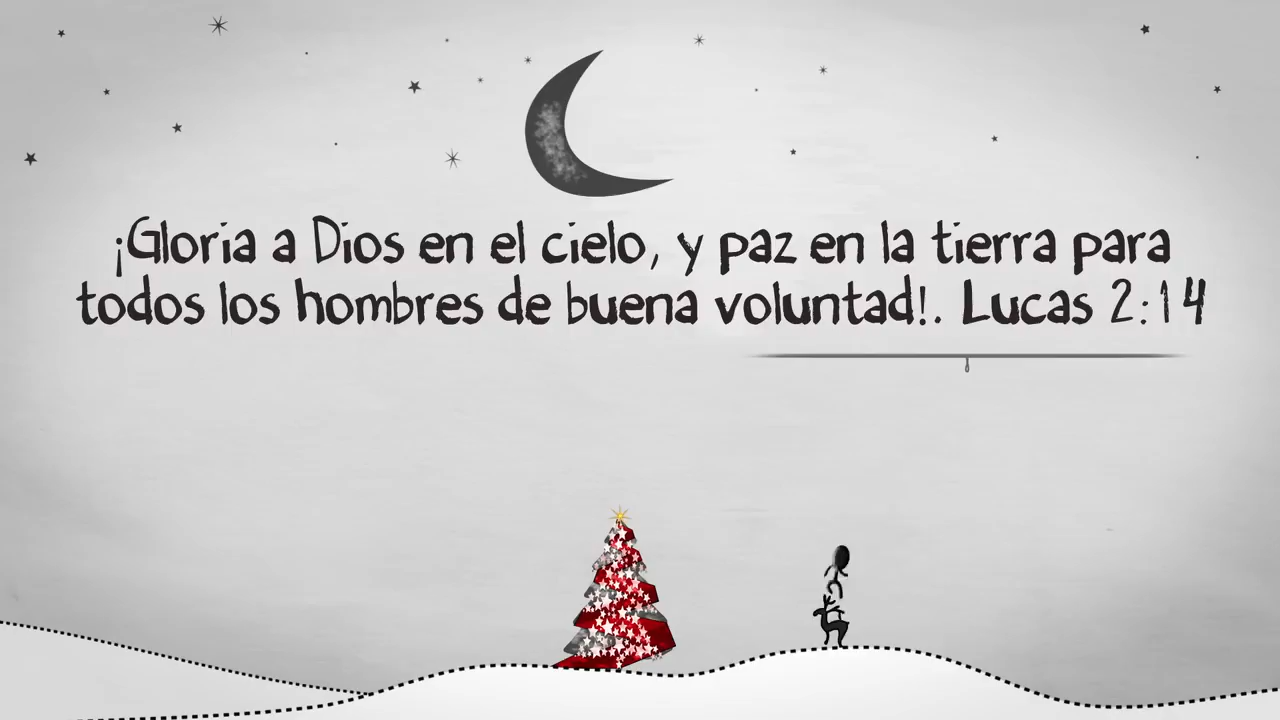 ¡Gloria a Dios en el cielo, y paz en la tierra para
todos los hombres de buena voluntad!. Lucas 2:14